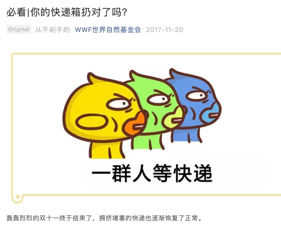 必看|你的快递箱扔对了吗?
Original 从不剁手的 WWF世界自然基金会 2017-11-20
一群人等快递
轰轰烈烈的双十一终于结束了，拥挤堵塞的快递也逐渐恢复了正常。